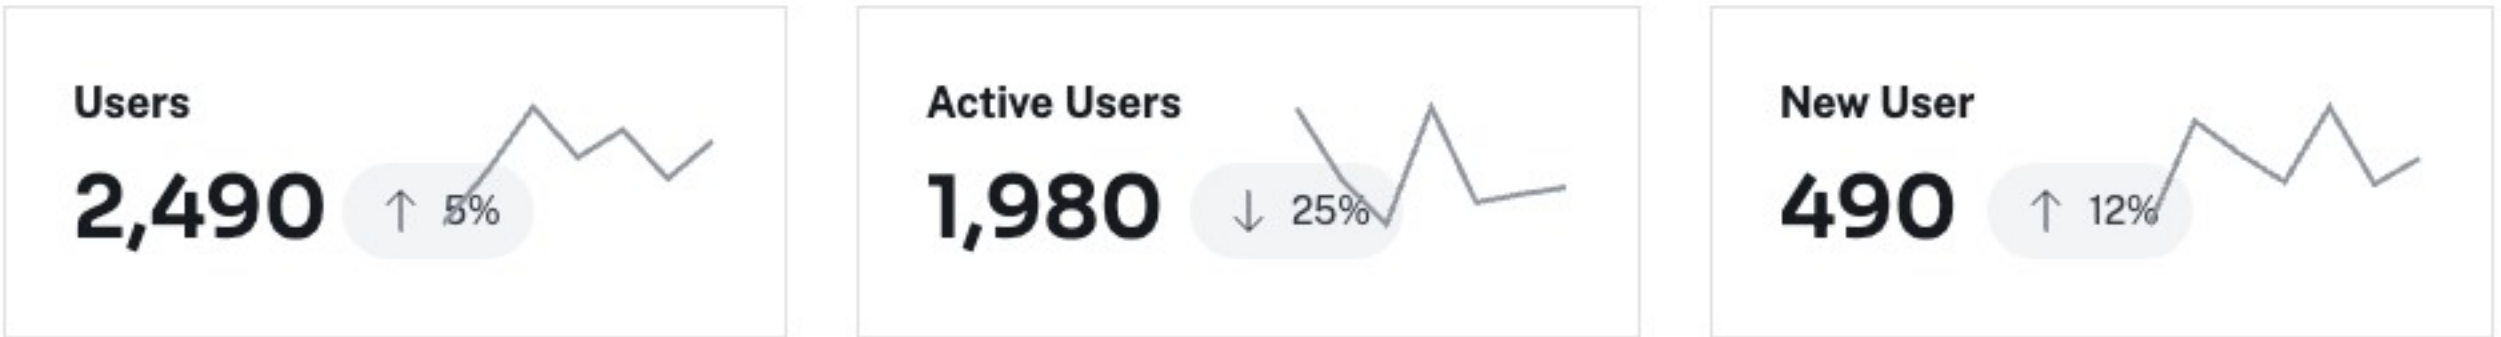 Users
2,490 ↑ 5%
Active Users
1,980 ↓ 25%
New User
490 ↑ 12%